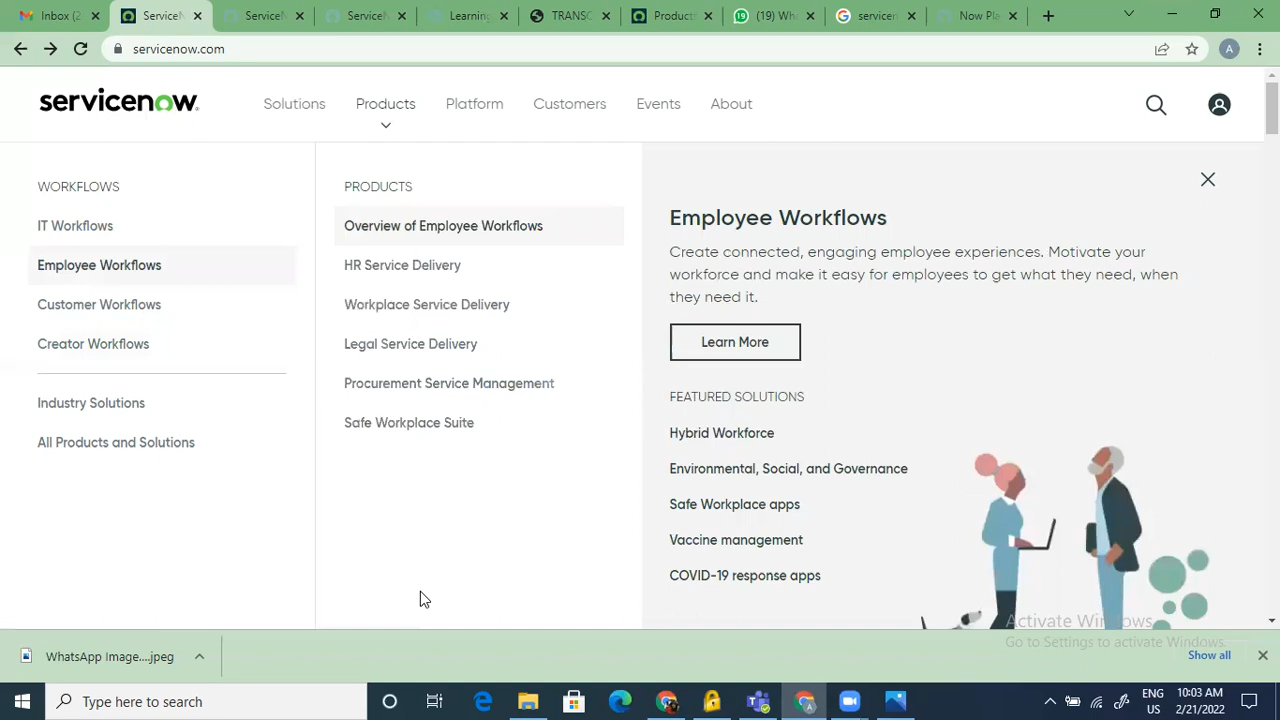 Inbox (2
ServiceN
ServiceN
ServiceN
Learning
TRANSC
Product
(19) Wh
servicen
Now Pla
servicenow.com
A
servicenow
Solutions
Products
Platform
Customers
Events
About
WORKFLOWS
IT Workflows
Employee Workflows
Customer Workflows
Creator Workflows
Industry Solutions
All Products and Solutions
PRODUCTS
Overview of Employee Workflows
HR Service Delivery
Workplace Service Delivery
Legal Service Delivery
Procurement Service Management
Safe Workplace Suite
Employee Workflows
Create connected, engaging employee experiences. Motivate your
workforce and make it easy for employees to get what they need, when
they need it.
Learn More
FEATURED SOLUTIONS
Hybrid Workforce
Environmental, Social, and Governance
Safe Workplace apps
Vaccine management
COVID-19 response apps
Activate Windows
Go to Settings to activate Windows.
WhatsApp Image....jpeg
Show all
Type here to search
ENG
US
10:03 AM
2/21/2022